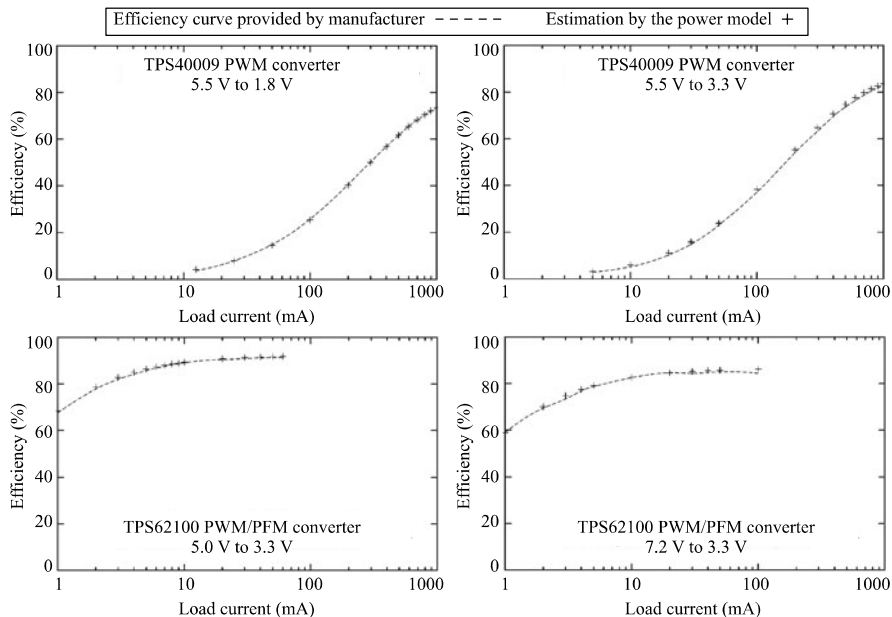 Efficiency curve provided by manufacturer
Estimation by the power model
TPS40009 PWM converter
5.5 V to 1.8 V
Efficiency (%)
100
80
60
40
20
0
1
10
100
1000
Load current (mA)
TPS40009 PWM converter
5.5 V to 3.3 V
Efficiency (%)
100
80
60
40
20
0
1
10
100
1000
Load current (mA)
TPS62100 PWM/PFM converter
5.0 V to 3.3 V
Efficiency (%)
100
80
60
40
20
0
1
10
100
1000
Load current (mA)
TPS62100 PWM/PFM converter
7.2 V to 3.3 V
Efficiency (%)
100
80
60
40
20
0
1
10
100
1000
Load current (mA)